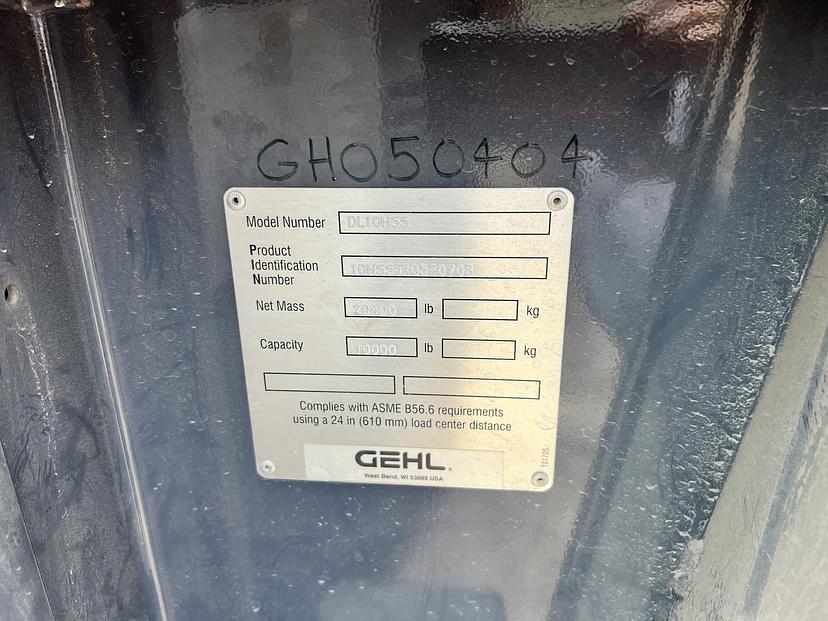 GH050404
Model Number DL10H55
Product
Identification
Number
Net Mass lb kg
Capacity 10000 lb kg
Complies with ASME B56.6 requirements
using a 24 in (610 mm) load center distance
GEHL®
West Bend, WI 53095 USA
101705